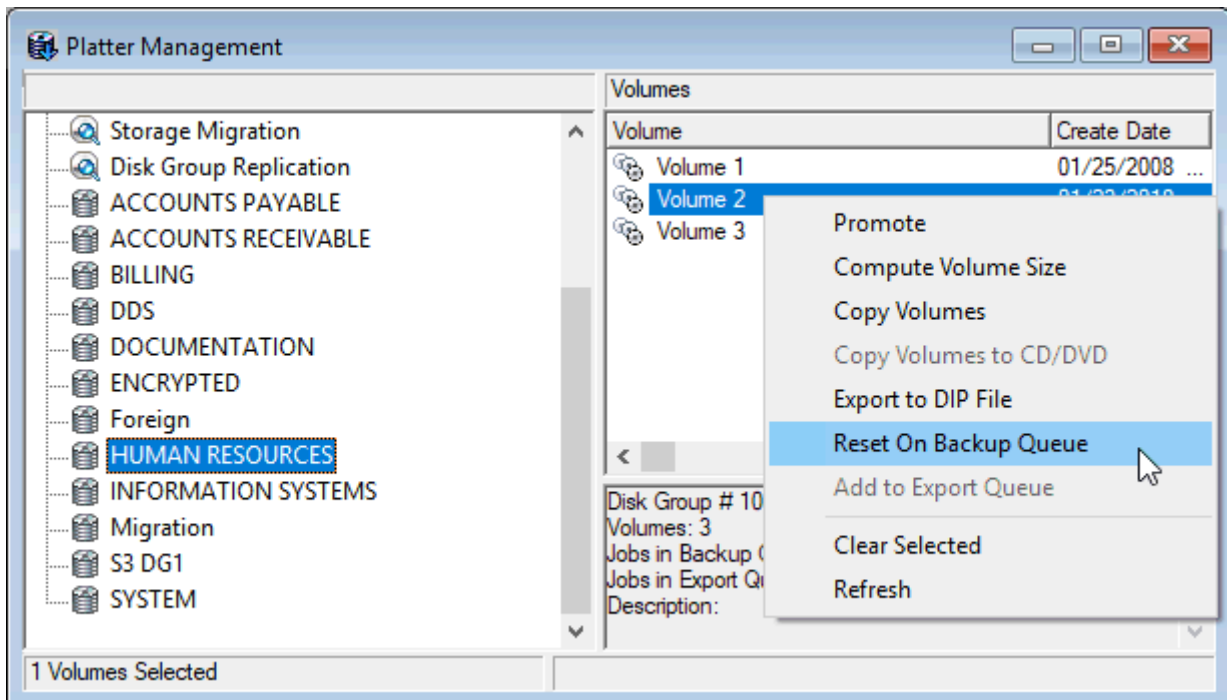 Platter Management
Volumes
Storage Migration
Disk Group Replication
ACCOUNTS PAYABLE
ACCOUNTS RECEIVABLE
BILLING
DDS
DOCUMENTATION
ENCRYPTED
Foreign
HUMAN RESOURCES
INFORMATION SYSTEMS
Migration
S3 DG1
SYSTEM
Volume Create Date
Volume 1 01/25/2008 ...
Volume 2
Volume 3
Promote
Compute Volume Size
Copy Volumes
Copy Volumes to CD/DVD
Export to DIP File
Reset On Backup Queue
Add to Export Queue
Clear Selected
Refresh
Disk Group # 10
Volumes: 3
Jobs in Backup
Jobs in Export
Description:
1 Volumes Selected